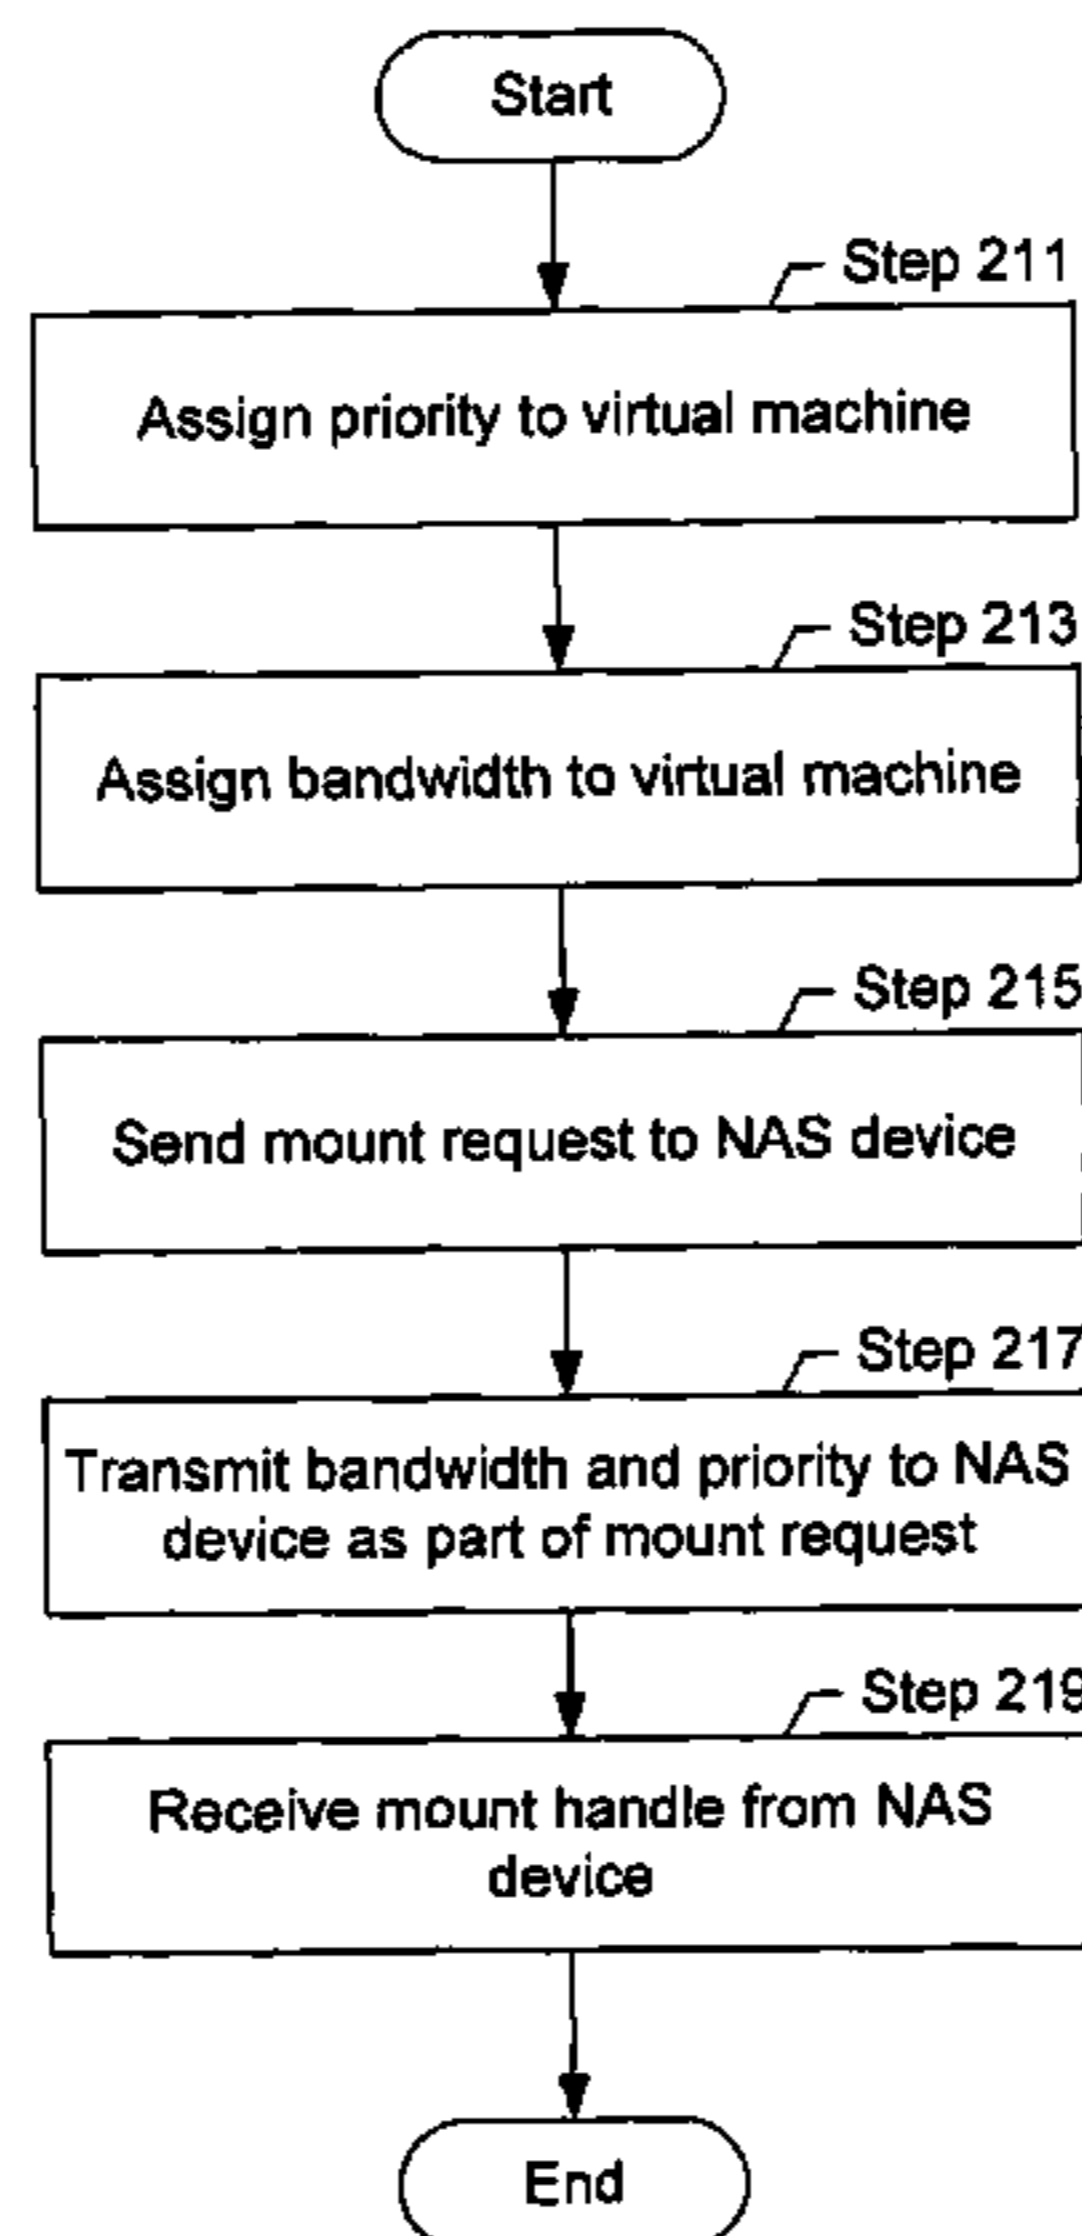 Start
Step 211
Assign priority to virtual machine
Step 213
Assign bandwidth to virtual machine
Step 215
Send mount request to NAS device
Step 217
Transmit bandwidth and priority to NAS
device as part of mount request
Step 219
Receive mount handle from NAS
device
End